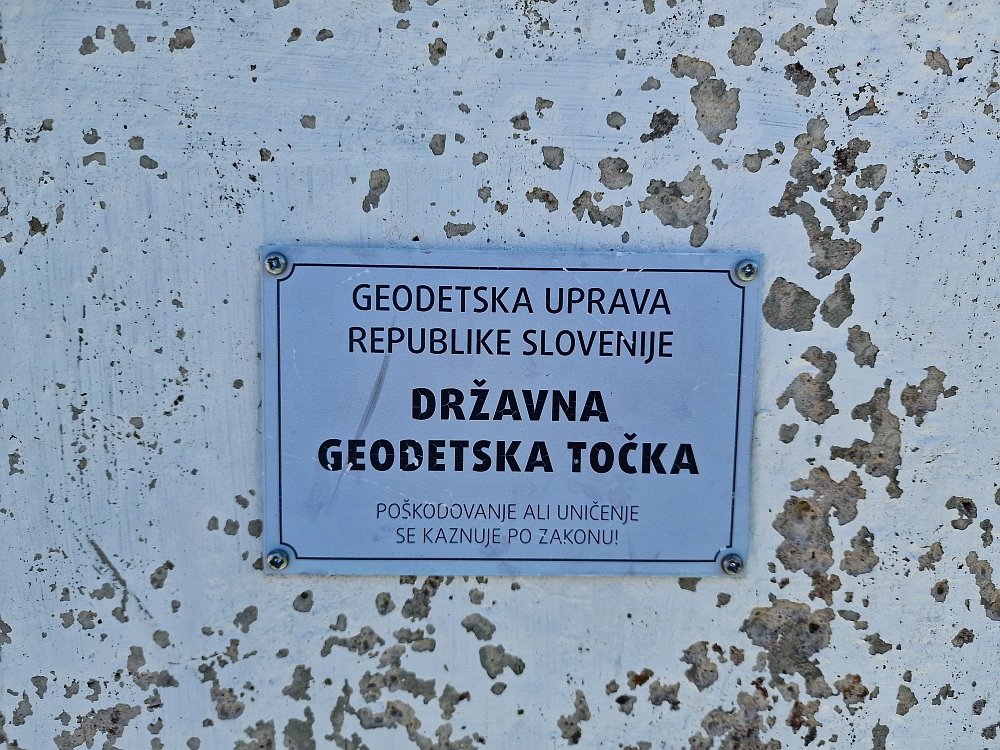 GEODETSKA UPRAVA
REPUBLIKE SLOVENIJE
DRŽAVNA
GEODETSKA TOČKA
POŠKODOVANJE ALI UNIČENJE
SE KAZNUJE PO ZAKONU!